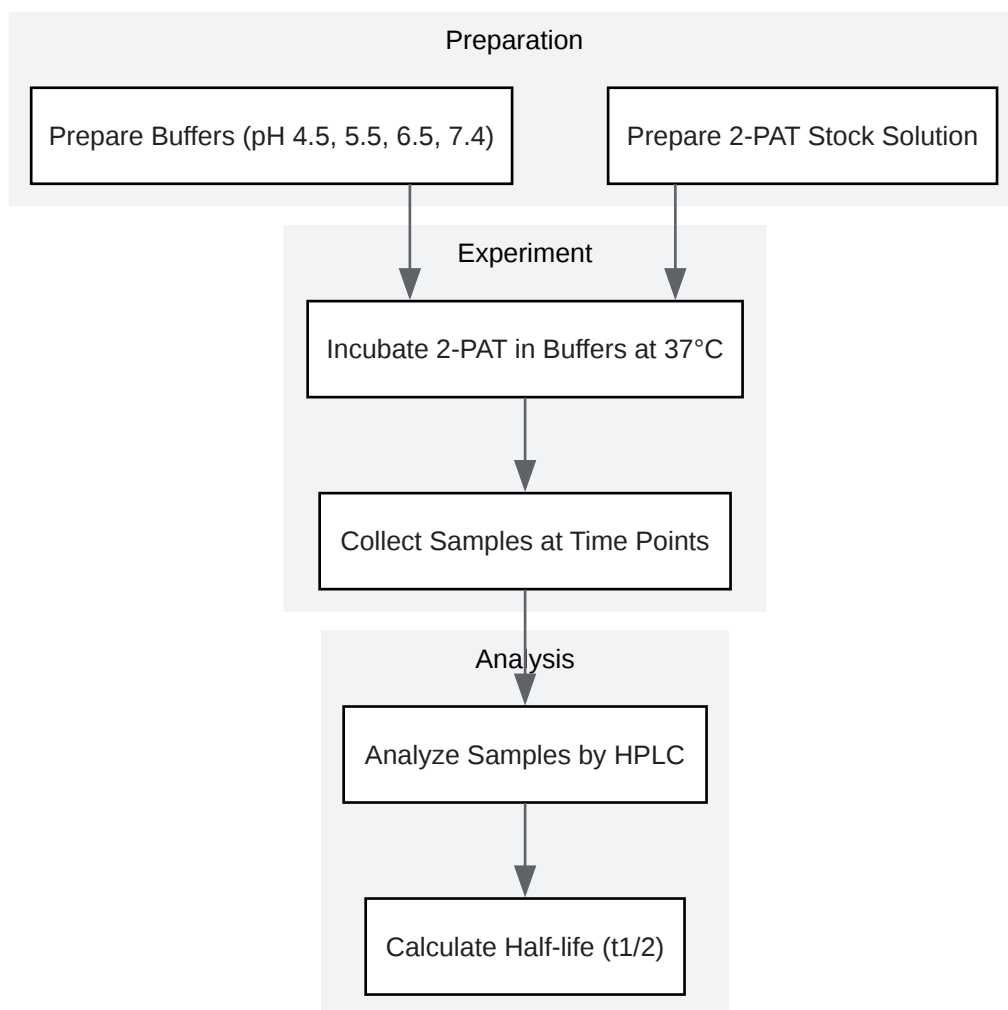 Preparation
Prepare Buffers (pH 4.5, 5.5, 6.5, 7.4)
Prepare 2-PAT Stock Solution
Experiment
Incubate 2-PAT in Buffers at 37°C
Collect Samples at Time Points
Analysis
Analyze Samples by HPLC
Calculate Half-life (t1/2)